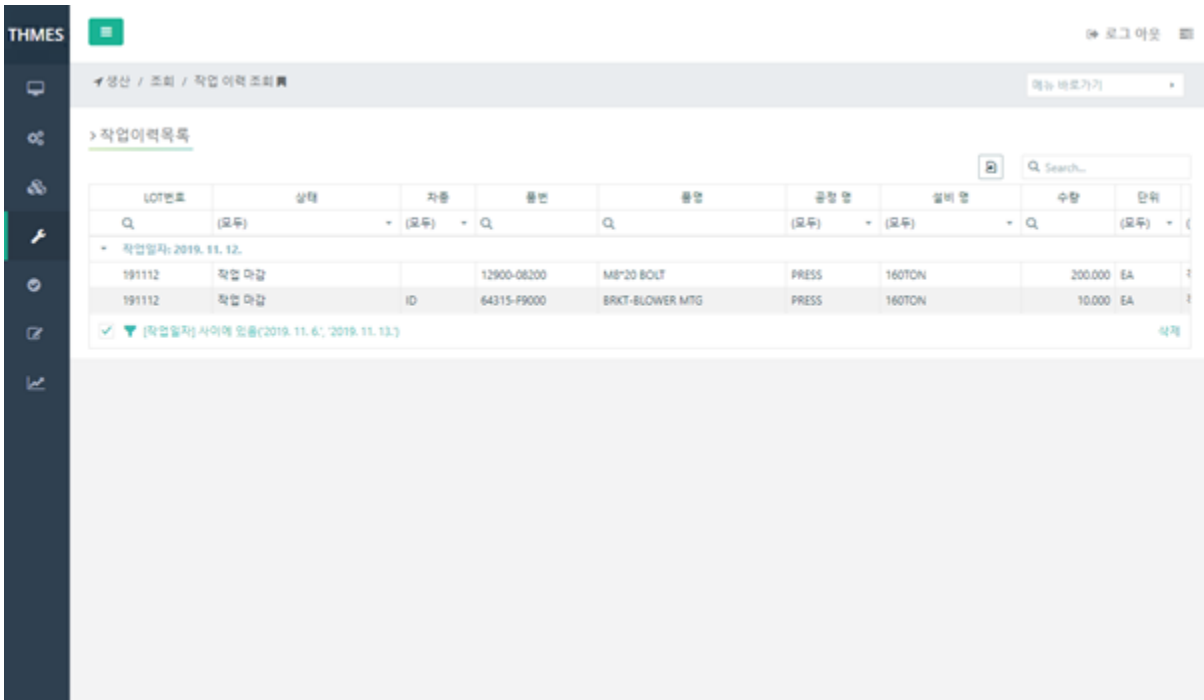 THMES
로그 아웃
생산 / 조회 / 작업 이력 조회
메뉴 바로가기
작업이력목록
Search...
LOT번호 상태 차종 품번 품명 공정 명 설비 명 수량 단위
(모두) (모두) (모두) (모두) (모두)
작업일자: 2019. 11. 12.
191112 작업 마감 12900-08200 M8*20 BOLT PRESS 160TON 200.000 EA
191112 작업 마감 ID 64315-F9000 BRKT-BLOWER MTG PRESS 160TON 10.000 EA
[작업일자] 사이에 있음('2019. 11. 6.', '2019. 11. 13.') 삭제